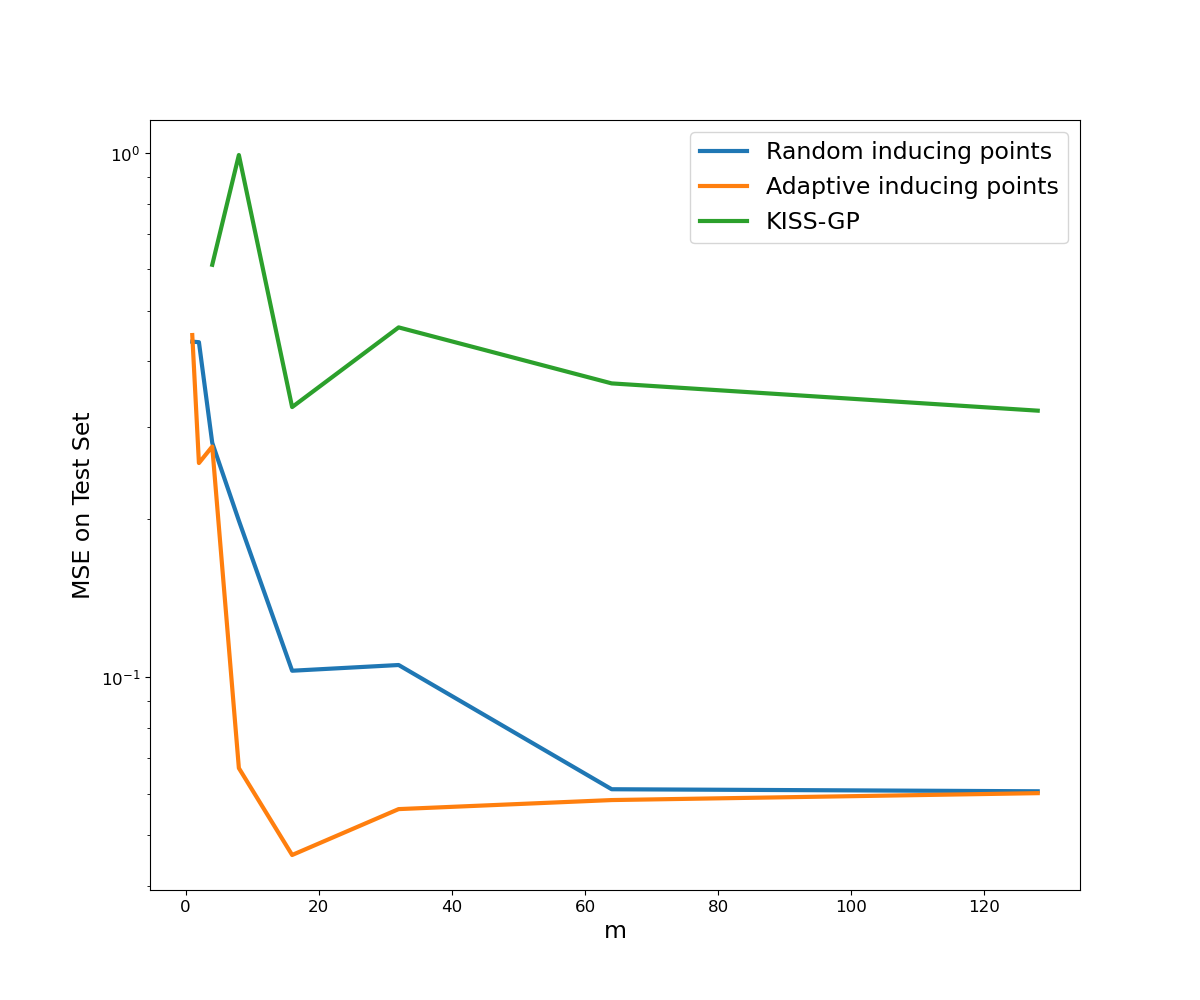 Random inducing points
Adaptive inducing points
KISS-GP
10^0
10^-1
MSE on Test Set
0 20 40 60 80 100 120
m